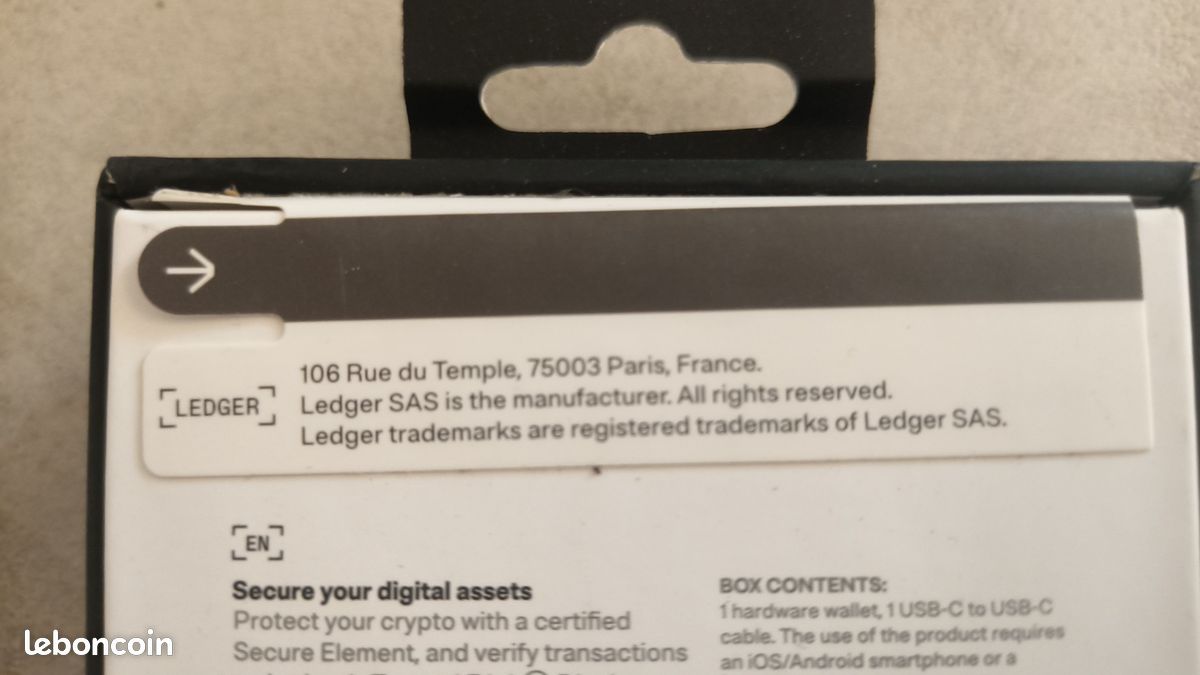 106 Rue du Temple, 75003 Paris, France.
LEDGER
Ledger SAS is the manufacturer. All rights reserved.
Ledger trademarks are registered trademarks of Ledger SAS.
EN
Secure your digital assets
Protect your crypto with a certified
Secure Element, and verify transactions
BOX CONTENTS:
1 hardware wallet, 1 USB-C to USB-C
cable. The use of the product requires
an iOS/Android smartphone or a
leboncoin